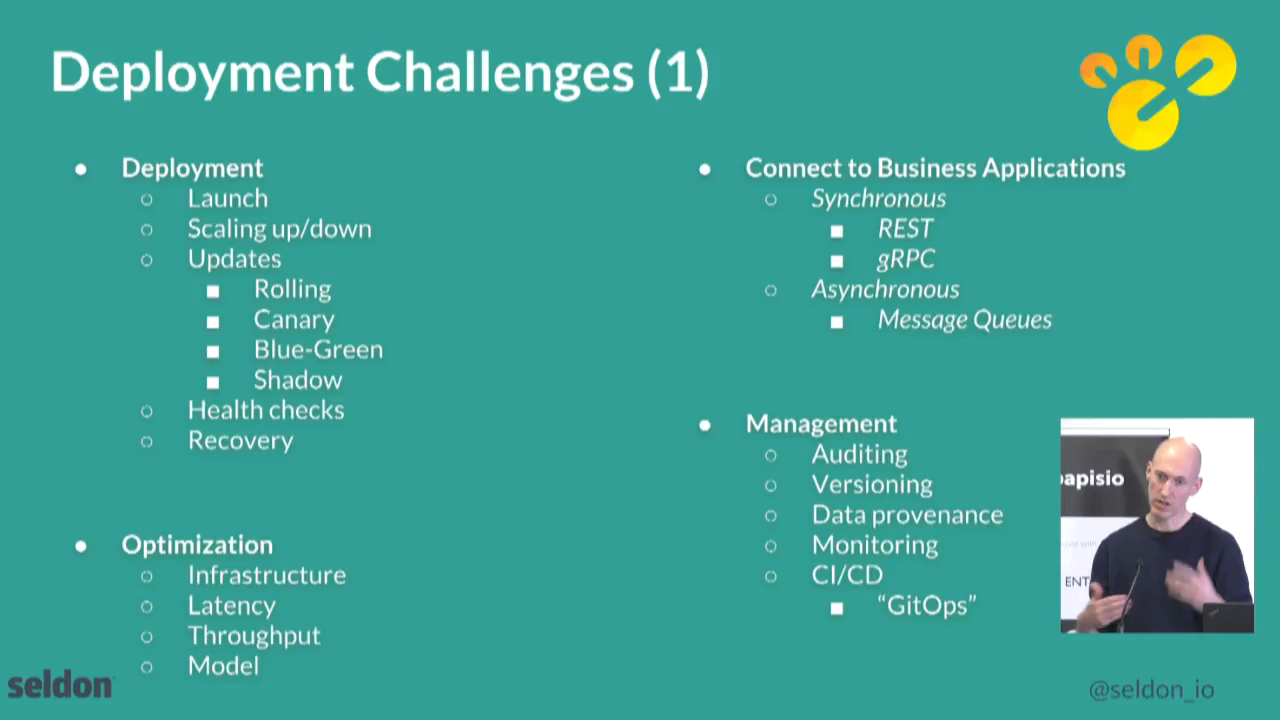 Deployment Challenges (1)
Deployment
Launch
Scaling up/down
Updates
Rolling
Canary
Blue-Green
Shadow
Health checks
Recovery
Optimization
Infrastructure
Latency
Throughput
Model
Connect to Business Applications
Synchronous
REST
gRPC
Asynchronous
Message Queues
Management
Auditing
Versioning
Data provenance
Monitoring
CI/CD
“GitOps”
papisio
ENT
seldon
@seldon_io